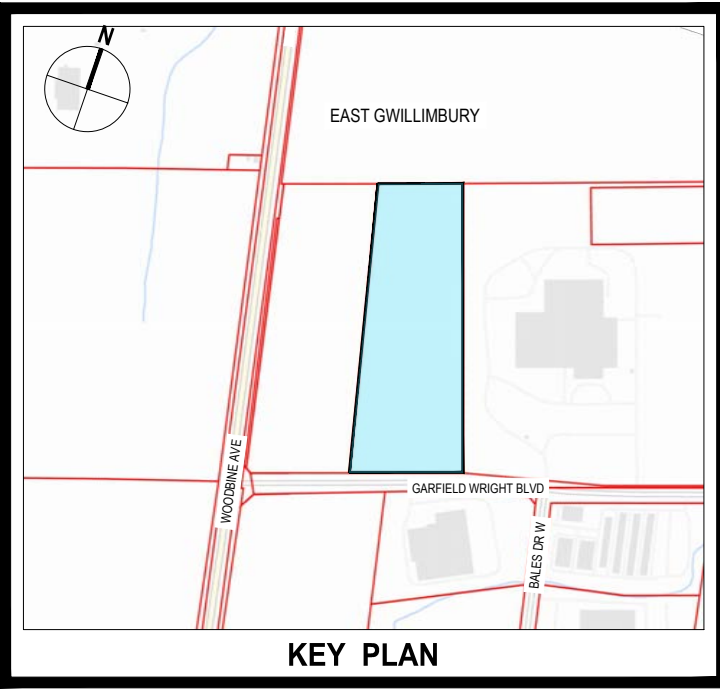 N
EAST GWILLIMBURY
WOODBINE AVE
GARFIELD WRIGHT BLVD
BALES DR W
KEY PLAN